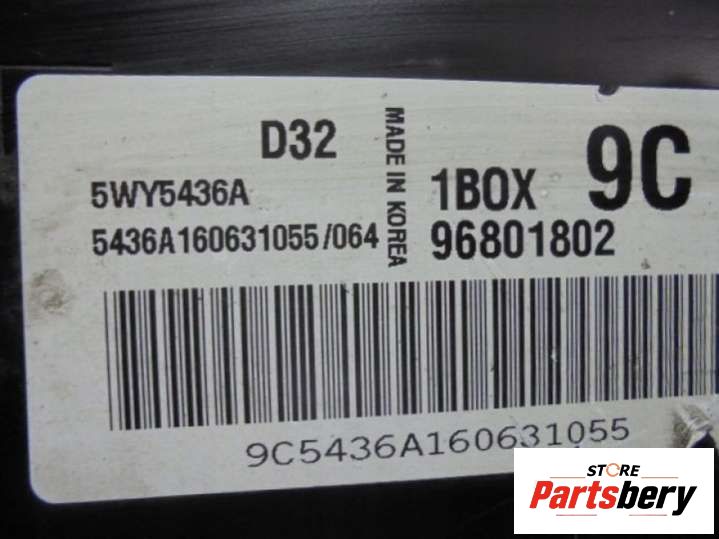 D32
MADE IN KOREA
5WY5436A
1BOX 9C
5436A160631055/064
96801802
9C5436A160631055
STORE
Partsbery